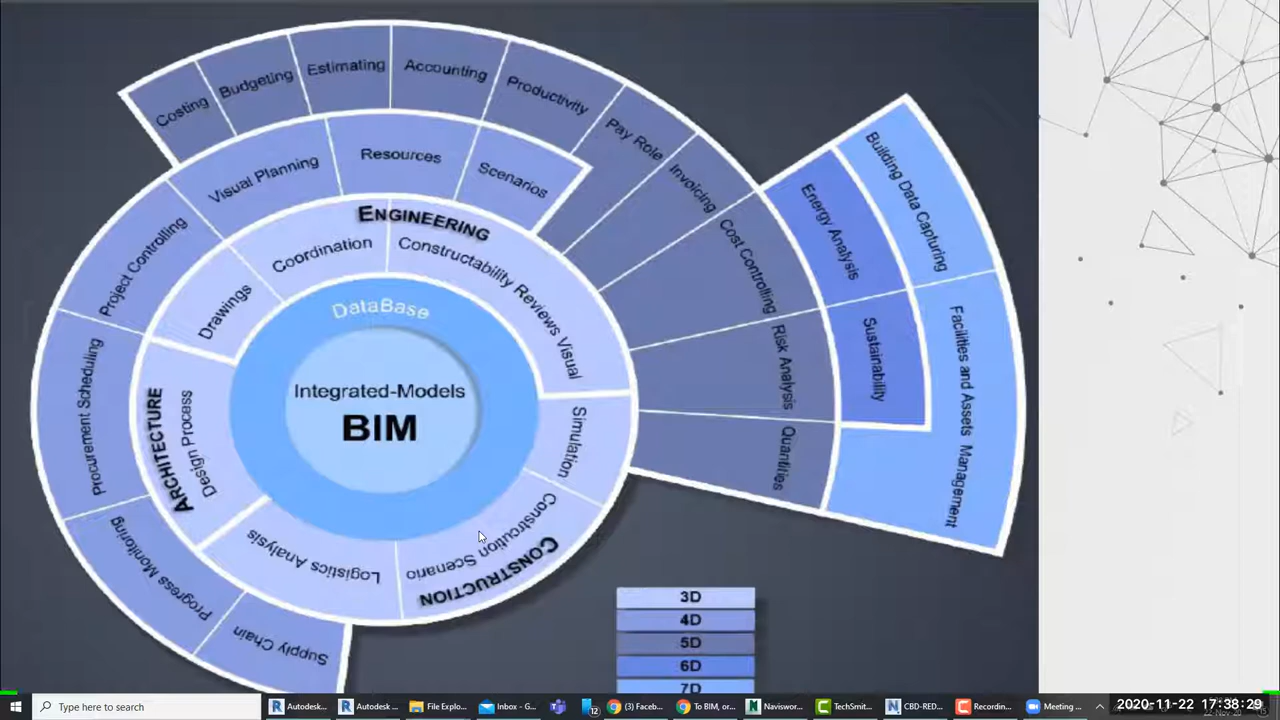 Costing
Budgeting
Estimating
Accounting
Productivity
Pay Role
Invoicing
Cost Controlling
Risk Analysis
Quantities
Building Data Capturing
Facilities and Assets Management
Energy Analysis
Sustainability
Visual Planning
Resources
Scenarios
Project Controlling
Procurement Scheduling
Progress Monitoring
Supply Chain
ENGINEERING
Drawings
Coordination
Constructability Reviews Visual
ARCHITECTURE
Design Process
Simulation
Constrcution Scenario
Logistics Analysis
CONSTRUCTION
DataBase
Integrated-Models
BIM
3D
4D
5D
6D
7D
Type here to search
Autodesk...
Autodesk ...
File Explo...
Inbox - G...
12
(3) Faceb...
To BIM, or...
Naviswor...
TechSmit...
CBD-RED...
Recordin...
Meeting ...
2020-11-22 17:38:29